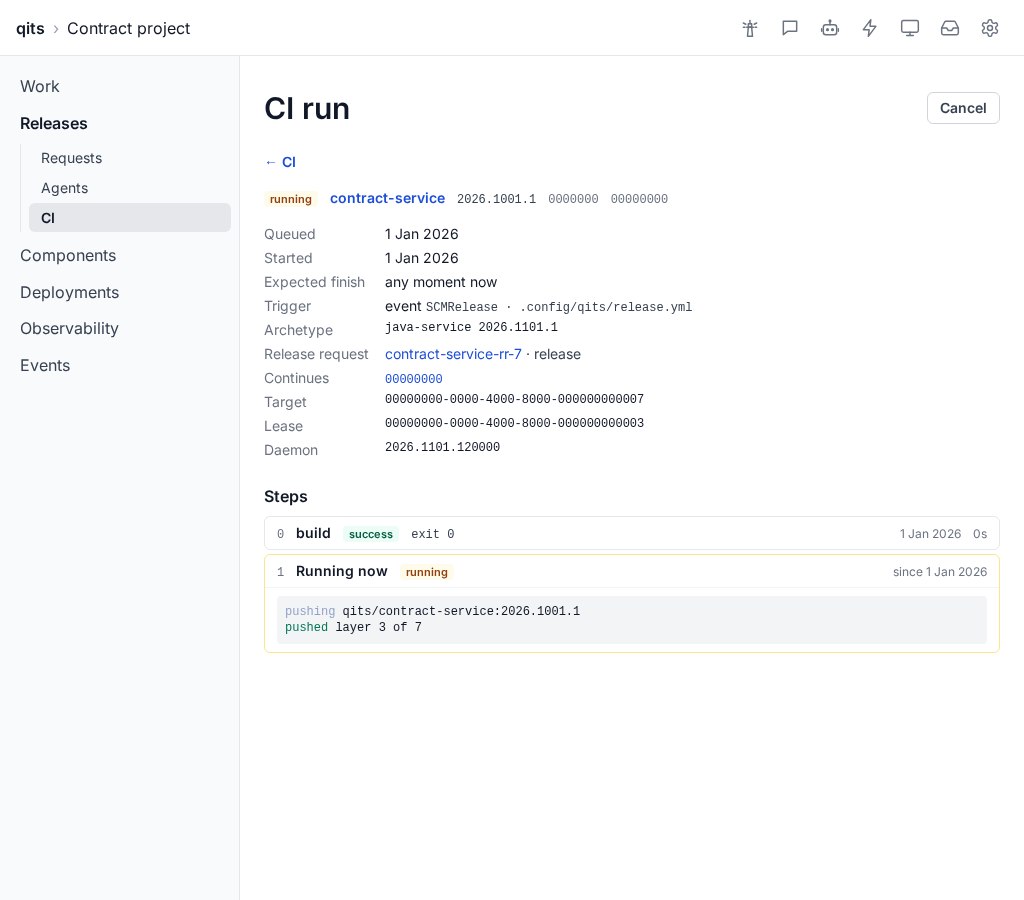 qits › Contract project
Work
Releases
Requests
Agents
CI
Components
Deployments
Observability
Events
CI run
Cancel
← CI
running contract-service 2026.1001.1 0000000 00000000
Queued 1 Jan 2026
Started 1 Jan 2026
Expected finish any moment now
Trigger event SCMRelease · .config/qits/release.yml
Archetype java-service 2026.1101.1
Release request contract-service-rr-7 · release
Continues 00000000
Target 00000000-0000-4000-8000-000000000007
Lease 00000000-0000-4000-8000-000000000003
Daemon 2026.1101.120000
Steps
0 build success exit 0 1 Jan 2026 0s
1 Running now running since 1 Jan 2026
pushing qits/contract-service:2026.1001.1
pushed layer 3 of 7